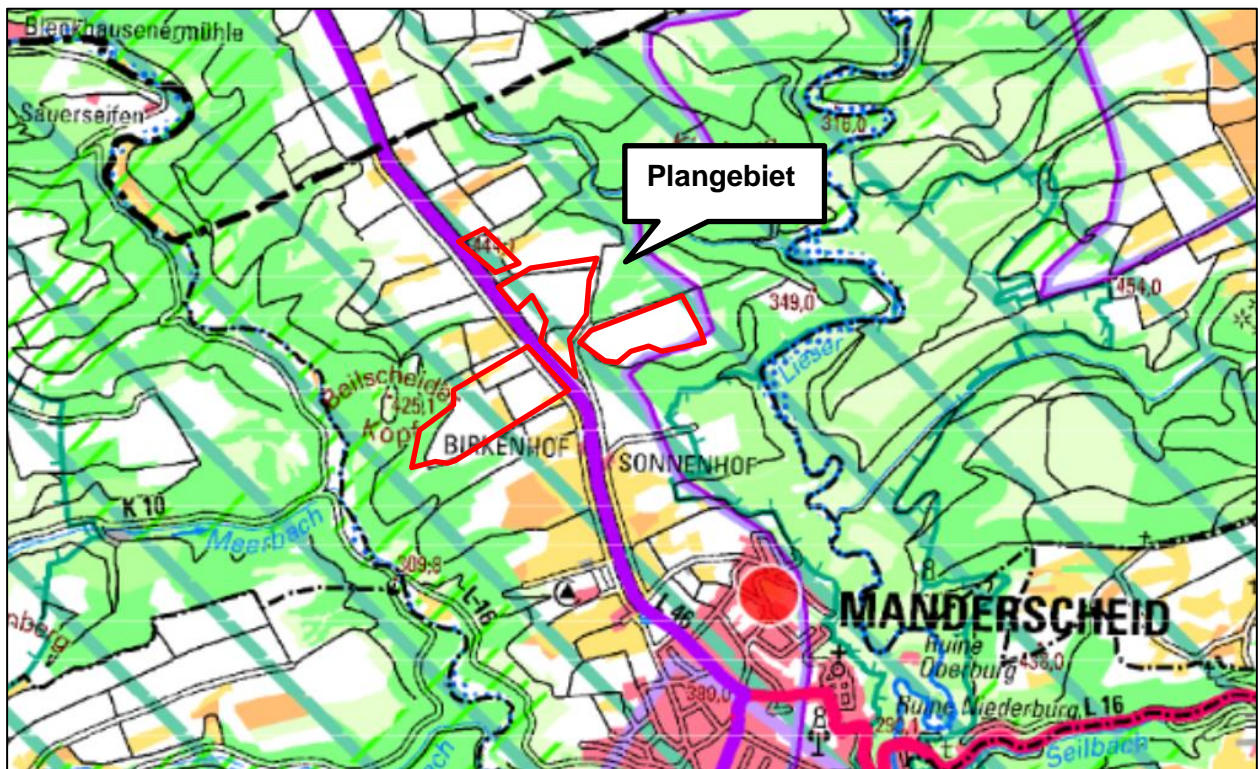 Blenkhausenermühle
Sauerseifen
316,0
Plangebiet
349,0
454,0
Lieser
Beilscheider
425,1
Kopf
BIRKENHOF
SONNENHOF
K 10
Meerbach
309,8
L 16
L 46
MANDERSCHEID
Ruine
Oberburg
438,0
Ruine Niederburg
L 16
380,0
Seilbach